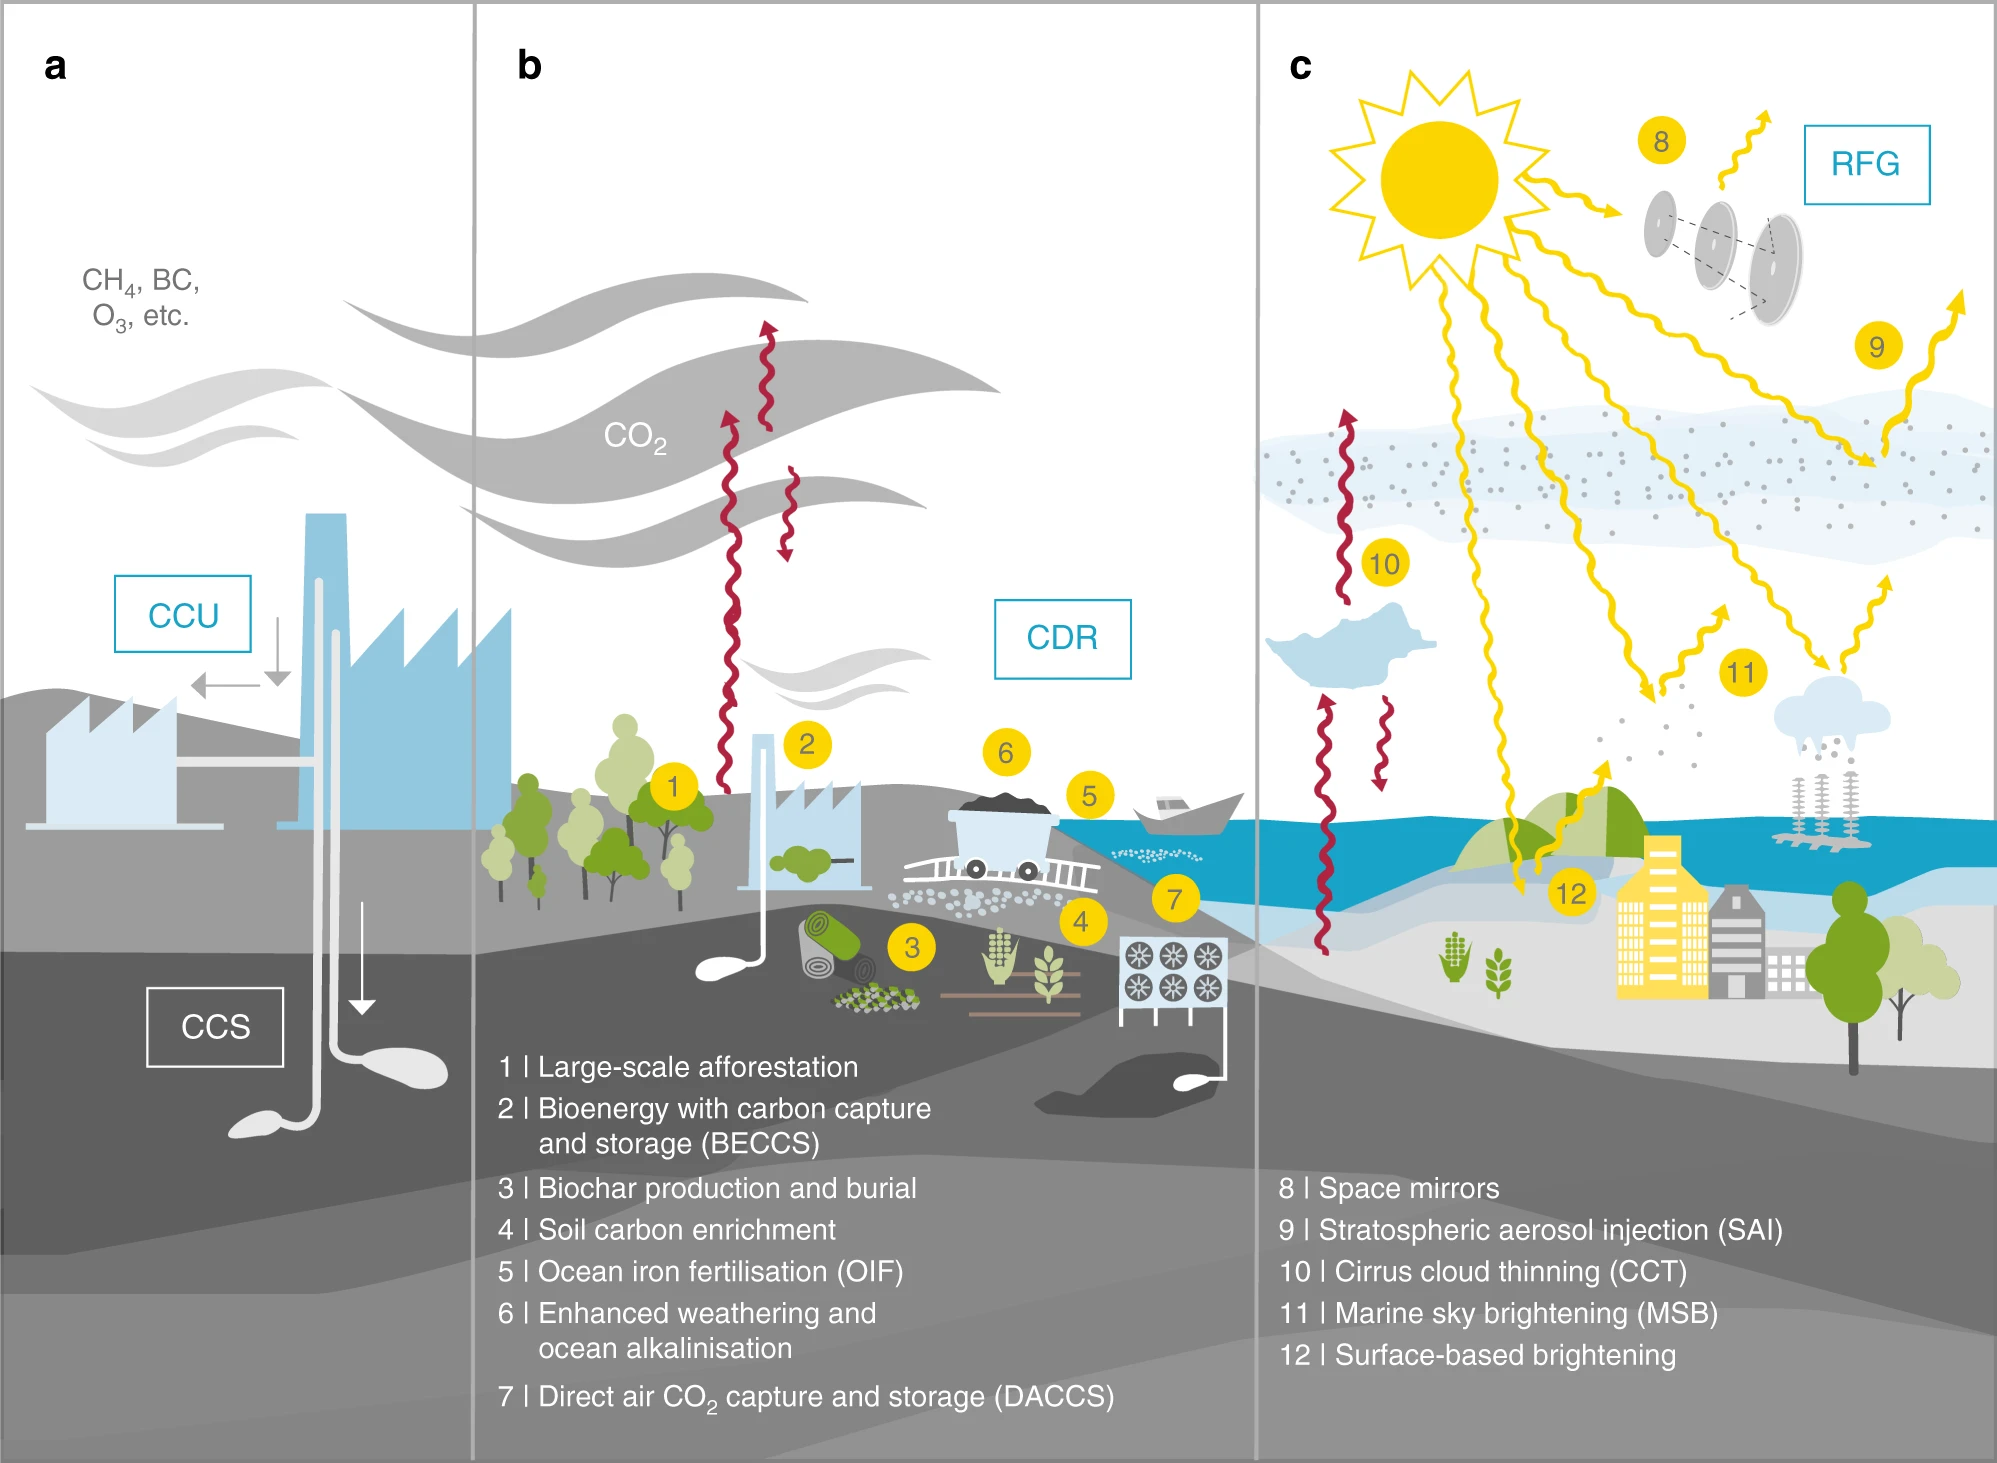 a
b
c
8
RFG
CH4, BC,
O3, etc.
9
CO2
10
CCU
CDR
11
2
6
1
5
12
7
4
3
CCS
1 | Large-scale afforestation
2 | Bioenergy with carbon capture
and storage (BECCS)
3 | Biochar production and burial
4 | Soil carbon enrichment
5 | Ocean iron fertilisation (OIF)
6 | Enhanced weathering and
ocean alkalinisation
7 | Direct air CO2 capture and storage (DACCS)
8 | Space mirrors
9 | Stratospheric aerosol injection (SAI)
10 | Cirrus cloud thinning (CCT)
11 | Marine sky brightening (MSB)
12 | Surface-based brightening